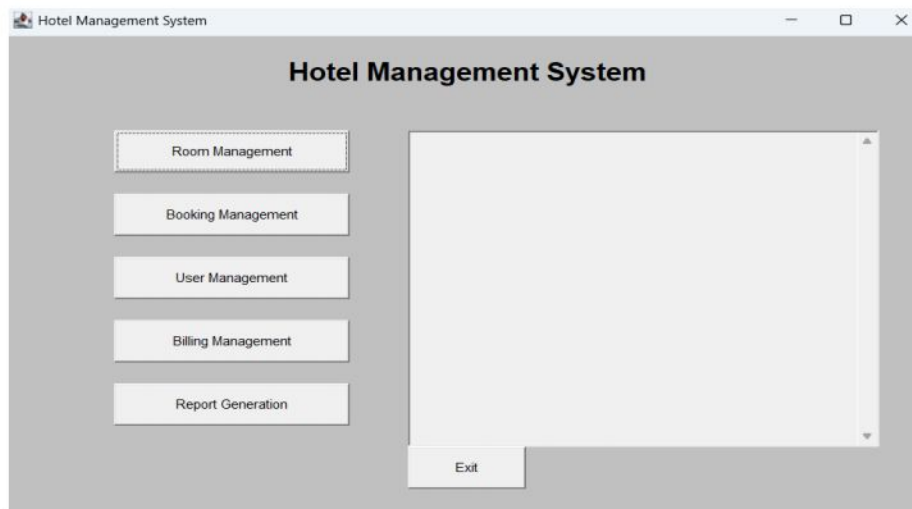 Hotel Management System
Hotel Management System
Room Management
Booking Management
User Management
Billing Management
Report Generation
Exit